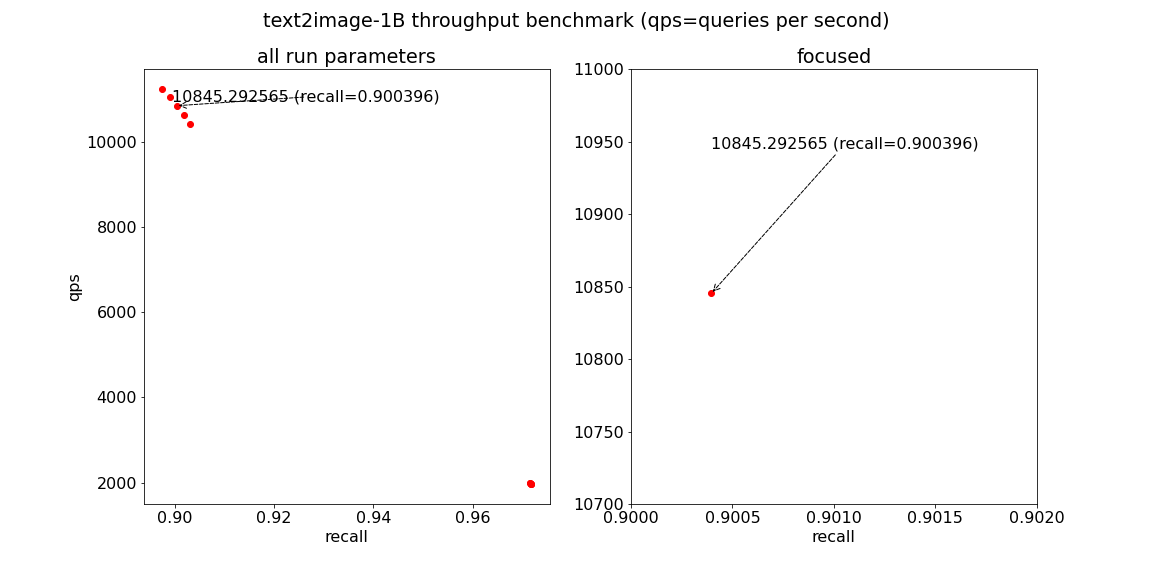 text2image-1B throughput benchmark (qps=queries per second)
all run parameters
10845.292565 (recall=0.900396)
10000
8000
6000
4000
2000
qps
0.90 0.92 0.94 0.96
recall
focused
11000
10950
10900
10850
10800
10750
10700
10845.292565 (recall=0.900396)
0.9000 0.9005 0.9010 0.9015 0.9020
recall